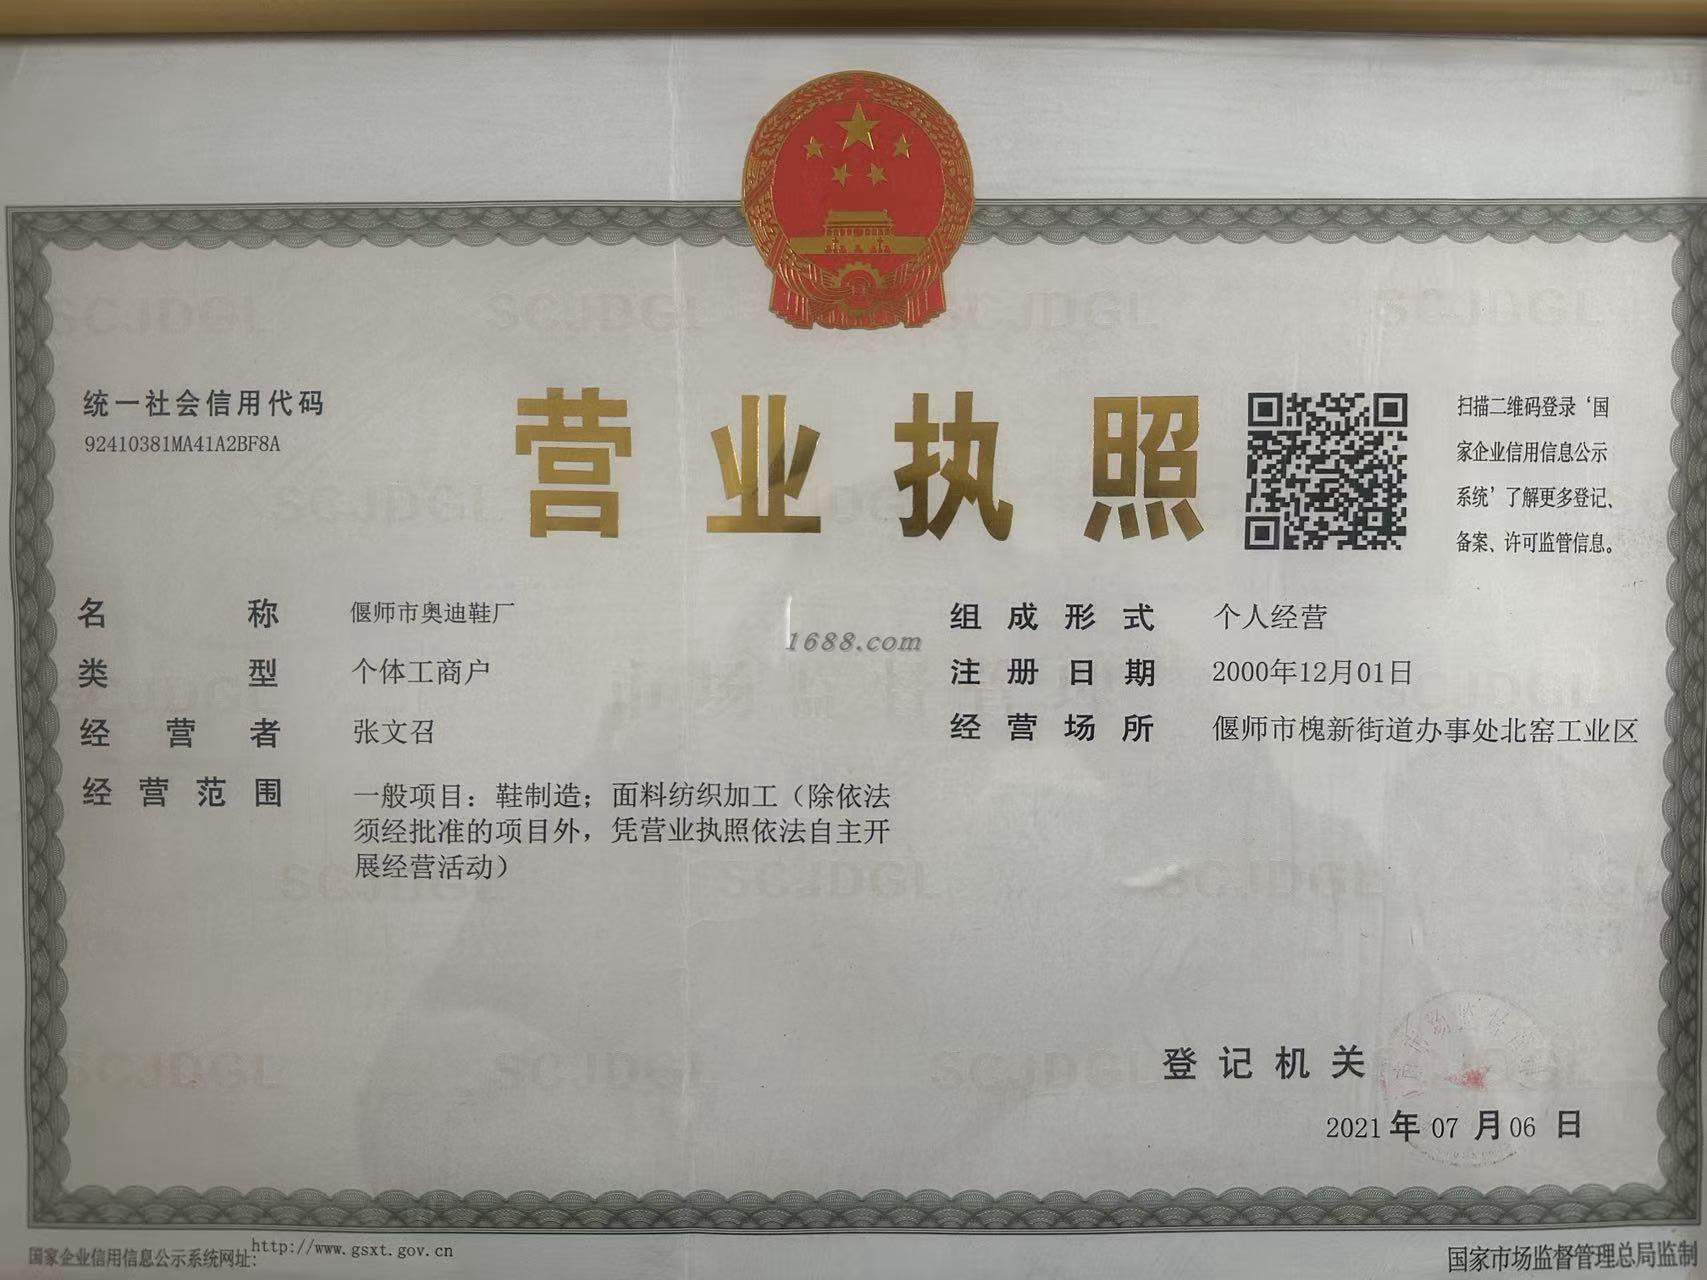 统一社会信用代码
92410381MA41A2BF8A
营业执照
扫描二维码登录‘国
家企业信用信息公示
系统’了解更多登记、
备案、许可监管信息。
名称 偃师市奥迪鞋厂
类型 个体工商户
经营者 张文召
经营范围 一般项目：鞋制造；面料纺织加工（除依法
须经批准的项目外，凭营业执照依法自主开
展经营活动）
组成形式 个人经营
注册日期 2000年12月01日
经营场所 偃师市槐新街道办事处北窑工业区
1688.com
SCJDGL
登记机关
2021年07月06日
国家企业信用信息公示系统网址：http://www.gsxt.gov.cn
国家市场监督管理总局监制